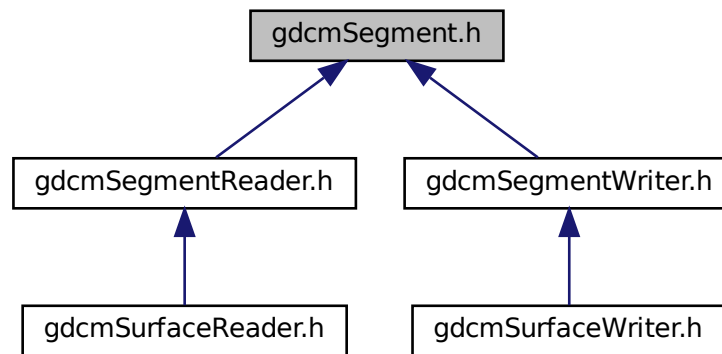 gdcmSegment.h
gdcmSegmentReader.h
gdcmSegmentWriter.h
gdcmSurfaceReader.h
gdcmSurfaceWriter.h